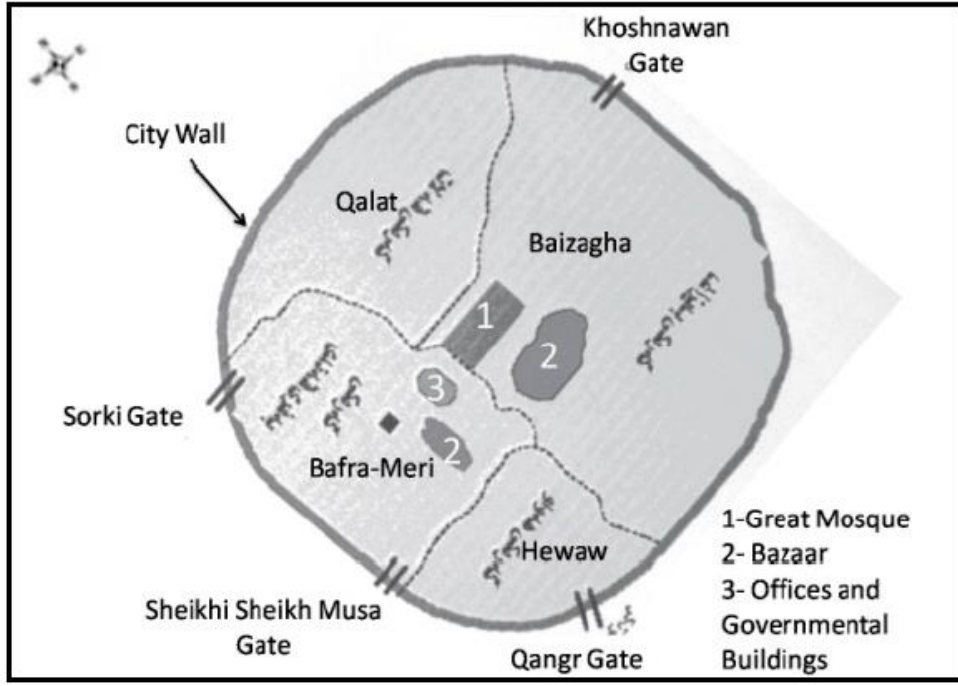 Khoshnawan
Gate
City Wall
Qalat
Baizagha
1
2
3
2
Sorki Gate
Bafra-Meri
Hewaw
Sheikhi Sheikh Musa
Gate
Qangr Gate
1-Great Mosque
2- Bazaar
3- Offices and
Governmental
Buildings